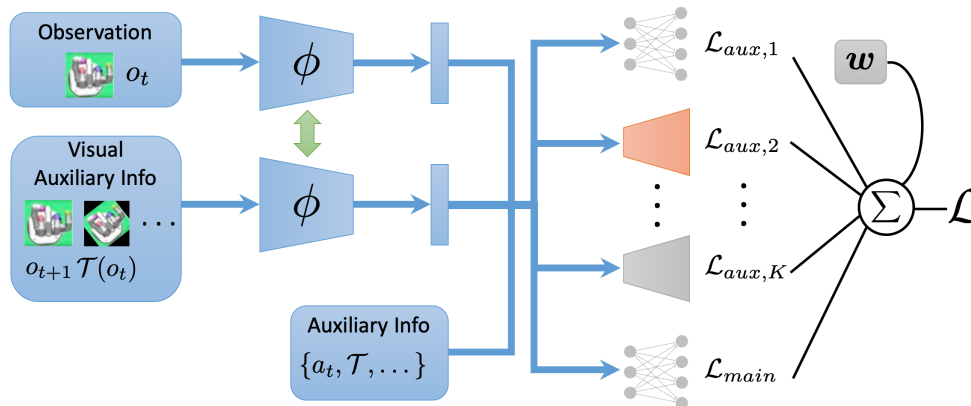 Observation
o_t
ϕ
Visual
Auxiliary Info
· · ·
o_{t+1} 𝒯(o_t)
ϕ
Auxiliary Info
{a_t, 𝒯, . . . }
ℒ_{aux,1}
ℒ_{aux,2}
⋮ ⋮
ℒ_{aux,K}
ℒ_{main}
w
Σ
ℒ